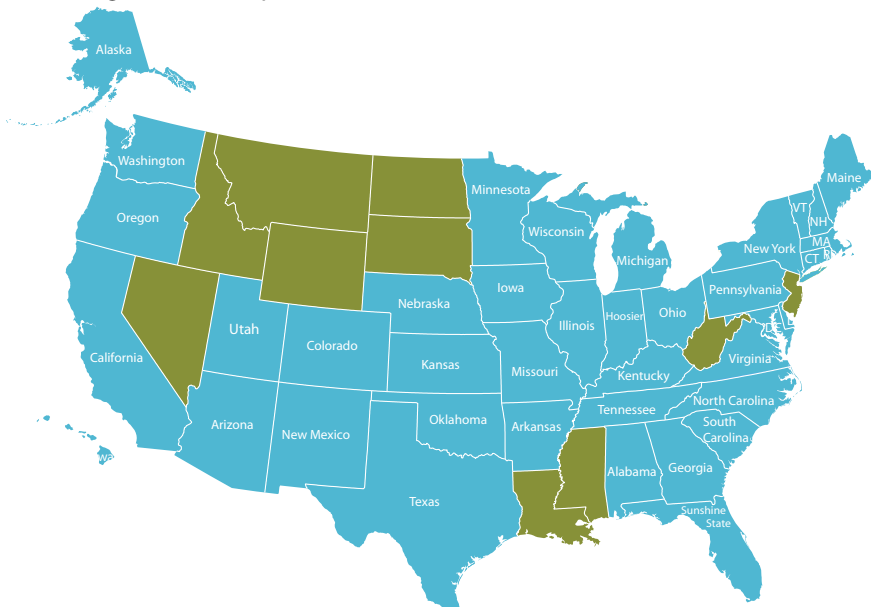 Alaska
Washington
Oregon
California
Utah
Colorado
Arizona
New Mexico
Nebraska
Kansas
Oklahoma
Texas
Minnesota
Iowa
Missouri
Arkansas
Wisconsin
Illinois
Michigan
Hoosier
Ohio
Kentucky
Tennessee
Alabama
Georgia
Sunshine
State
South
Carolina
North Carolina
Virginia
Pennsylvania
New York
VT
NH
Maine
MA
CT
DE